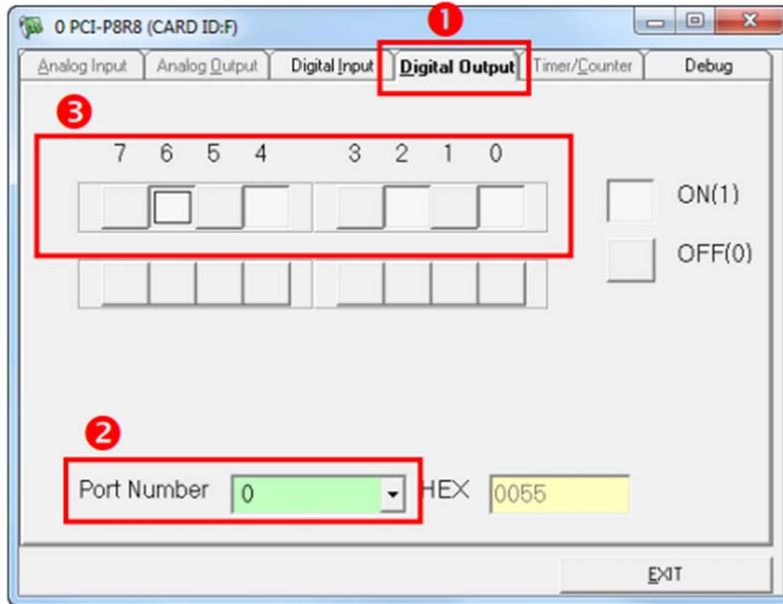 1
0 PCI-P8R8 (CARD ID:F)
Analog Input Analog Output Digital Input Digital Output Timer/Counter Debug
3
7 6 5 4 3 2 1 0
ON(1)
OFF(0)
2
Port Number 0 HEX 0055
EXIT